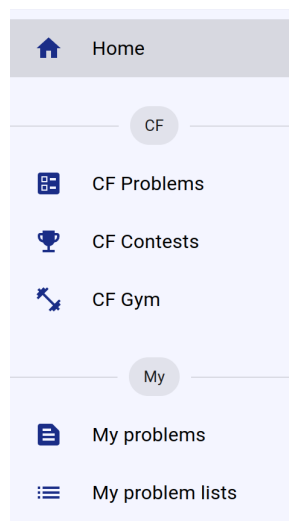 Home
CF
CF Problems
CF Contests
CF Gym
My
My problems
My problem lists